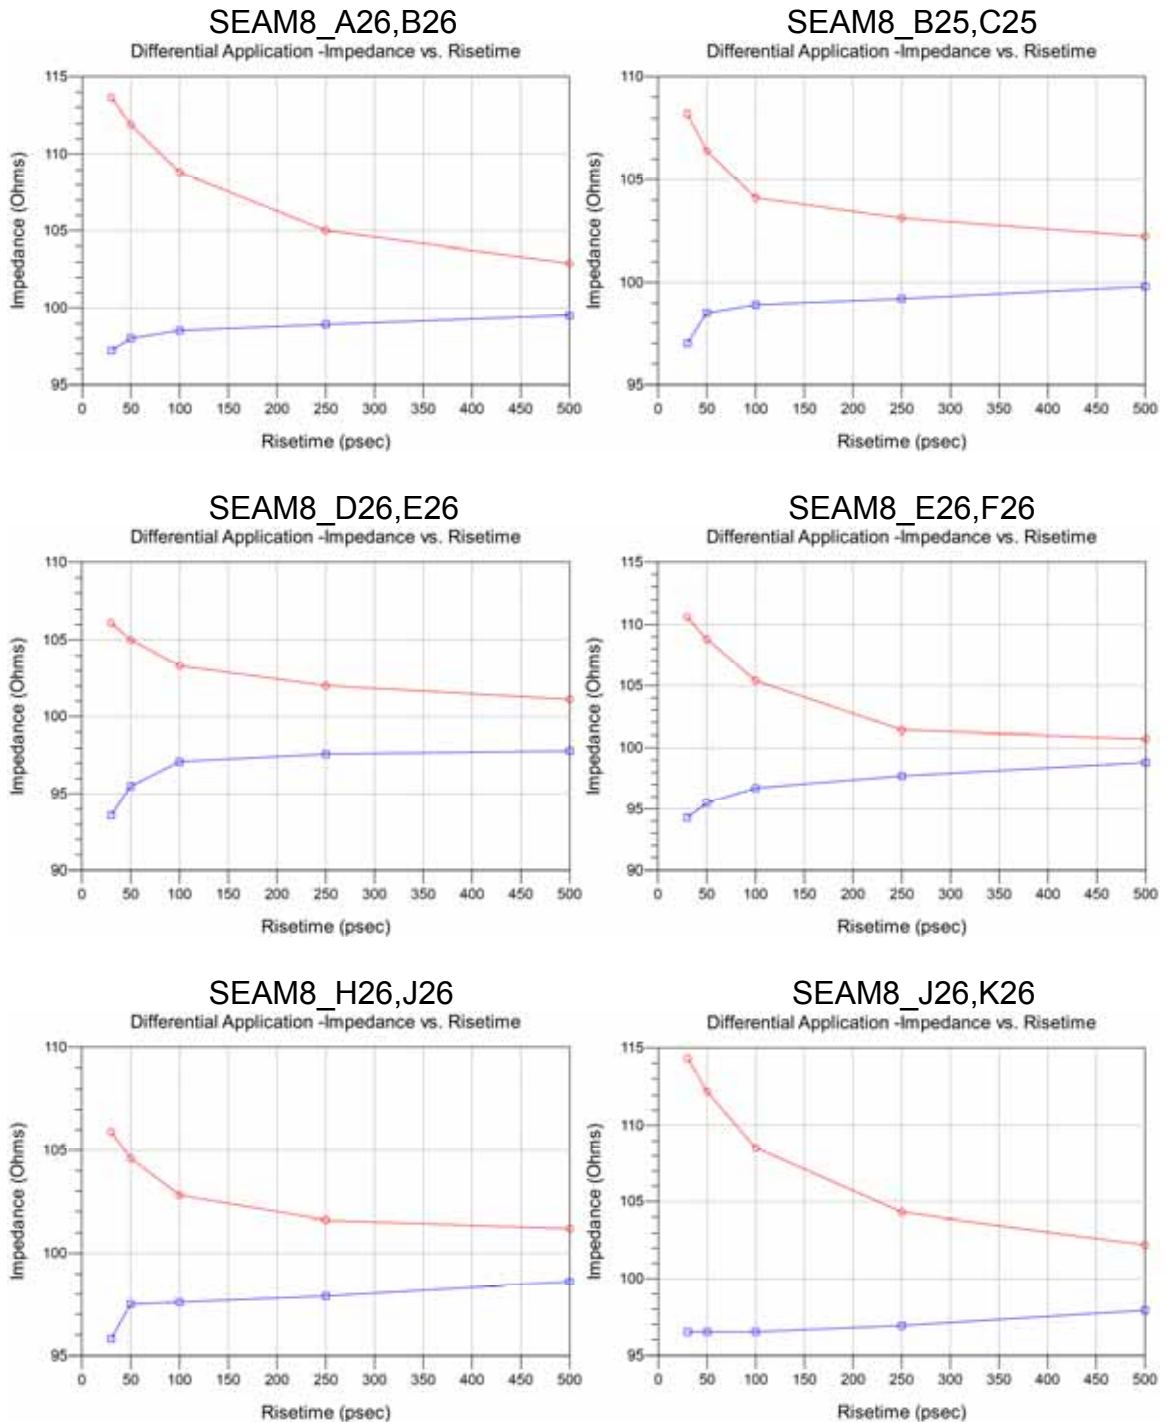 SEAM8_A26,B26
Differential Application -Impedance vs. Risetime
115
110
105
100
95
Impedance (Ohms)
0 50 100 150 200 250 300 350 400 450 500
Risetime (psec)
SEAM8_B25,C25
Differential Application -Impedance vs. Risetime
110
105
100
95
Impedance (Ohms)
0 50 100 150 200 250 300 350 400 450 500
Risetime (psec)
SEAM8_D26,E26
Differential Application -Impedance vs. Risetime
110
105
100
95
90
Impedance (Ohms)
0 50 100 150 200 250 300 350 400 450 500
Risetime (psec)
SEAM8_E26,F26
Differential Application -Impedance vs. Risetime
115
110
105
100
95
90
Impedance (Ohms)
0 50 100 150 200 250 300 350 400 450 500
Risetime (psec)
SEAM8_H26,J26
Differential Application -Impedance vs. Risetime
110
105
100
95
Impedance (Ohms)
0 50 100 150 200 250 300 350 400 450 500
Risetime (psec)
SEAM8_J26,K26
Differential Application -Impedance vs. Risetime
115
110
105
100
95
Impedance (Ohms)
0 50 100 150 200 250 300 350 400 450 500
Risetime (psec)